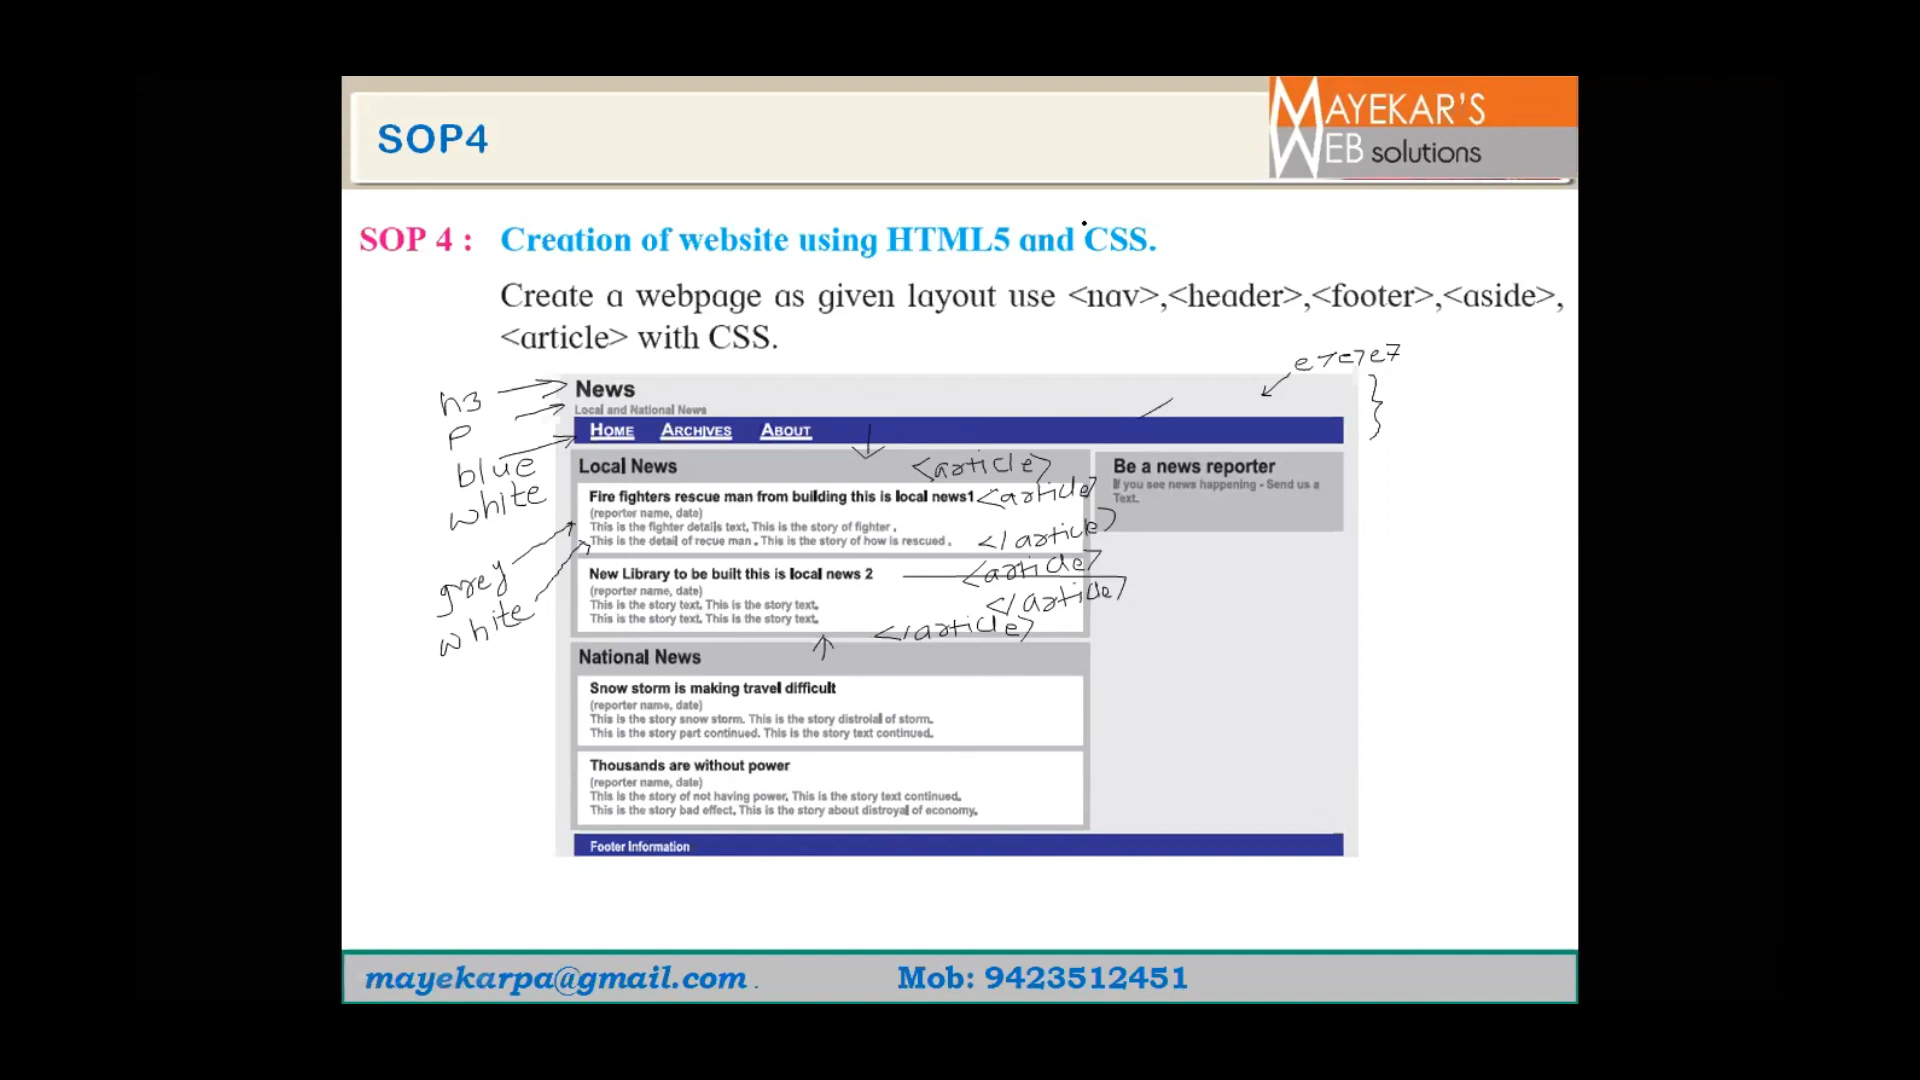 SOP4
MAYEKAR'S
WEB solutions
SOP 4 : Creation of website using HTML5 and CSS.
Create a webpage as given layout use <nav>,<header>,<footer>,<aside>,
<article> with CSS.
e7e7e7
h3
News
p
Local and National News
blue
white
HOME ARCHIVES ABOUT
Local News
<article>
Fire fighters rescue man from building this is local news1
<article>
(reporter name, date)
This is the fighter details text. This is the story of fighter .
This is the detail of recue man . This is the story of how is rescued .
</article>
grey
white
New Library to be built this is local news 2
<article>
(reporter name, date)
This is the story text. This is the story text.
</article>
This is the story text. This is the story text.
</article>
National News
Snow storm is making travel difficult
(reporter name, date)
This is the story snow storm. This is the story distroial of storm.
This is the story part continued. This is the story text continued.
Thousands are without power
(reporter name, date)
This is the story of not having power. This is the story text continued.
This is the story bad effect. This is the story about distroyal of economy.
Be a news reporter
If you see news happening - Send us a
Text.
Footer Information
mayekarpa@gmail.com . Mob: 9423512451